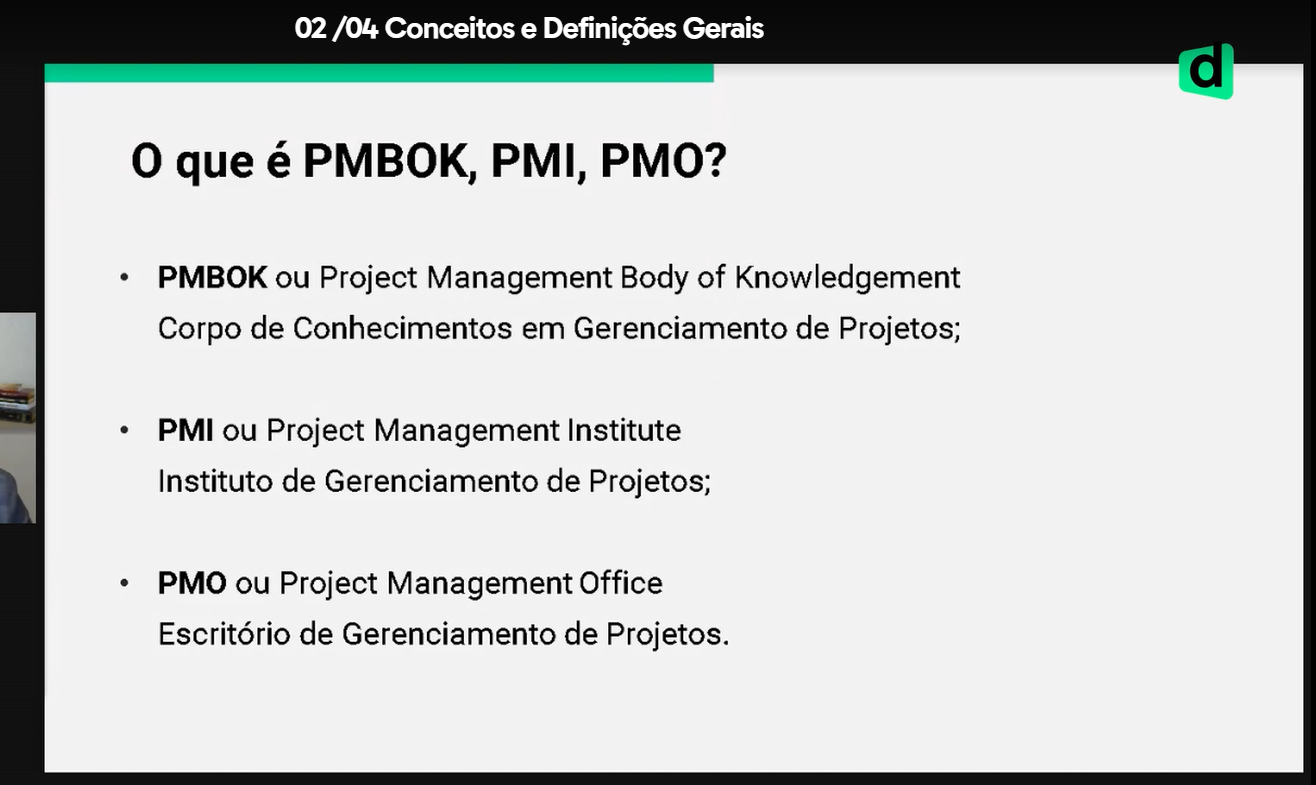 02 /04 Conceitos e Definições Gerais
d
O que é PMBOK, PMI, PMO?
• PMBOK ou Project Management Body of Knowledgement
Corpo de Conhecimentos em Gerenciamento de Projetos;
• PMI ou Project Management Institute
Instituto de Gerenciamento de Projetos;
• PMO ou Project Management Office
Escritório de Gerenciamento de Projetos.